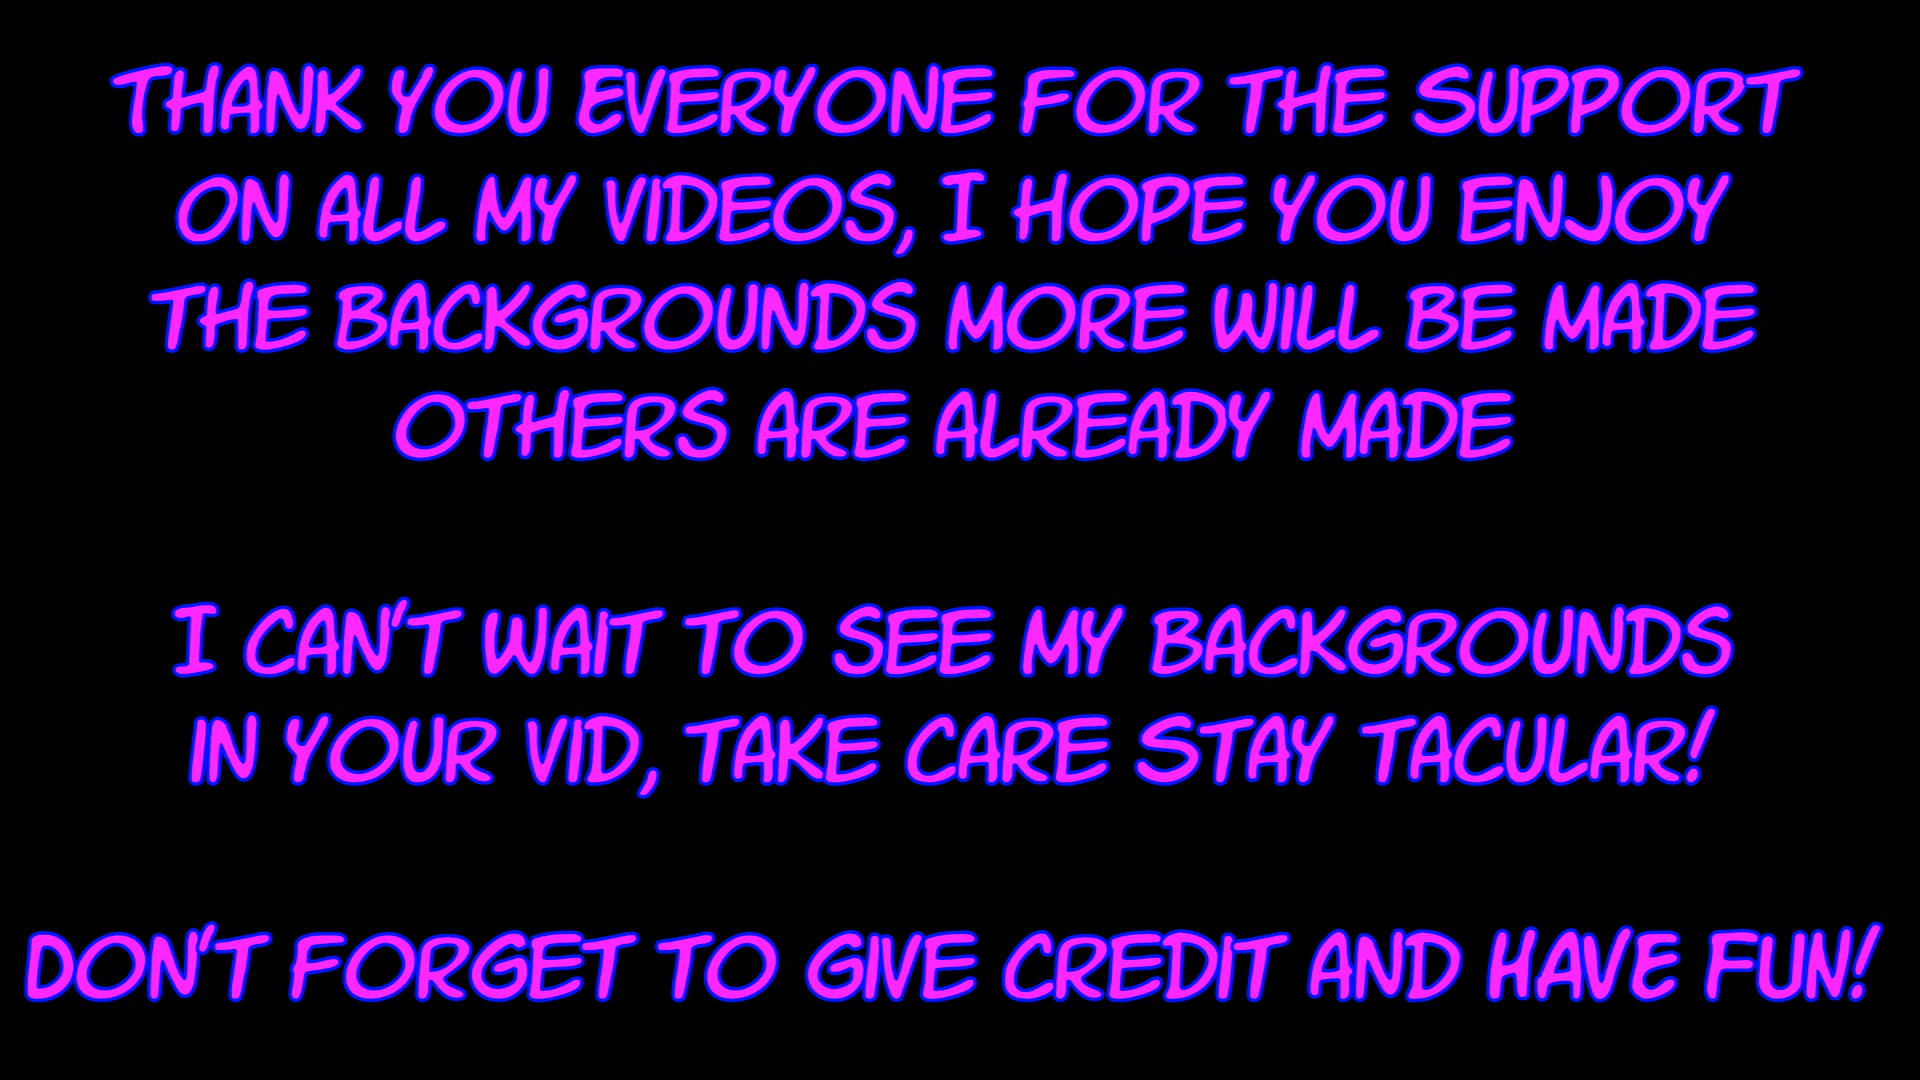 THANK YOU EVERYONE FOR THE SUPPORT
ON ALL MY VIDEOS, I HOPE YOU ENJOY
THE BACKGROUNDS MORE WILL BE MADE
OTHERS ARE ALREADY MADE
I CAN'T WAIT TO SEE MY BACKGROUNDS
IN YOUR VID, TAKE CARE STAY TACULAR!
DON'T FORGET TO GIVE CREDIT AND HAVE FUN!